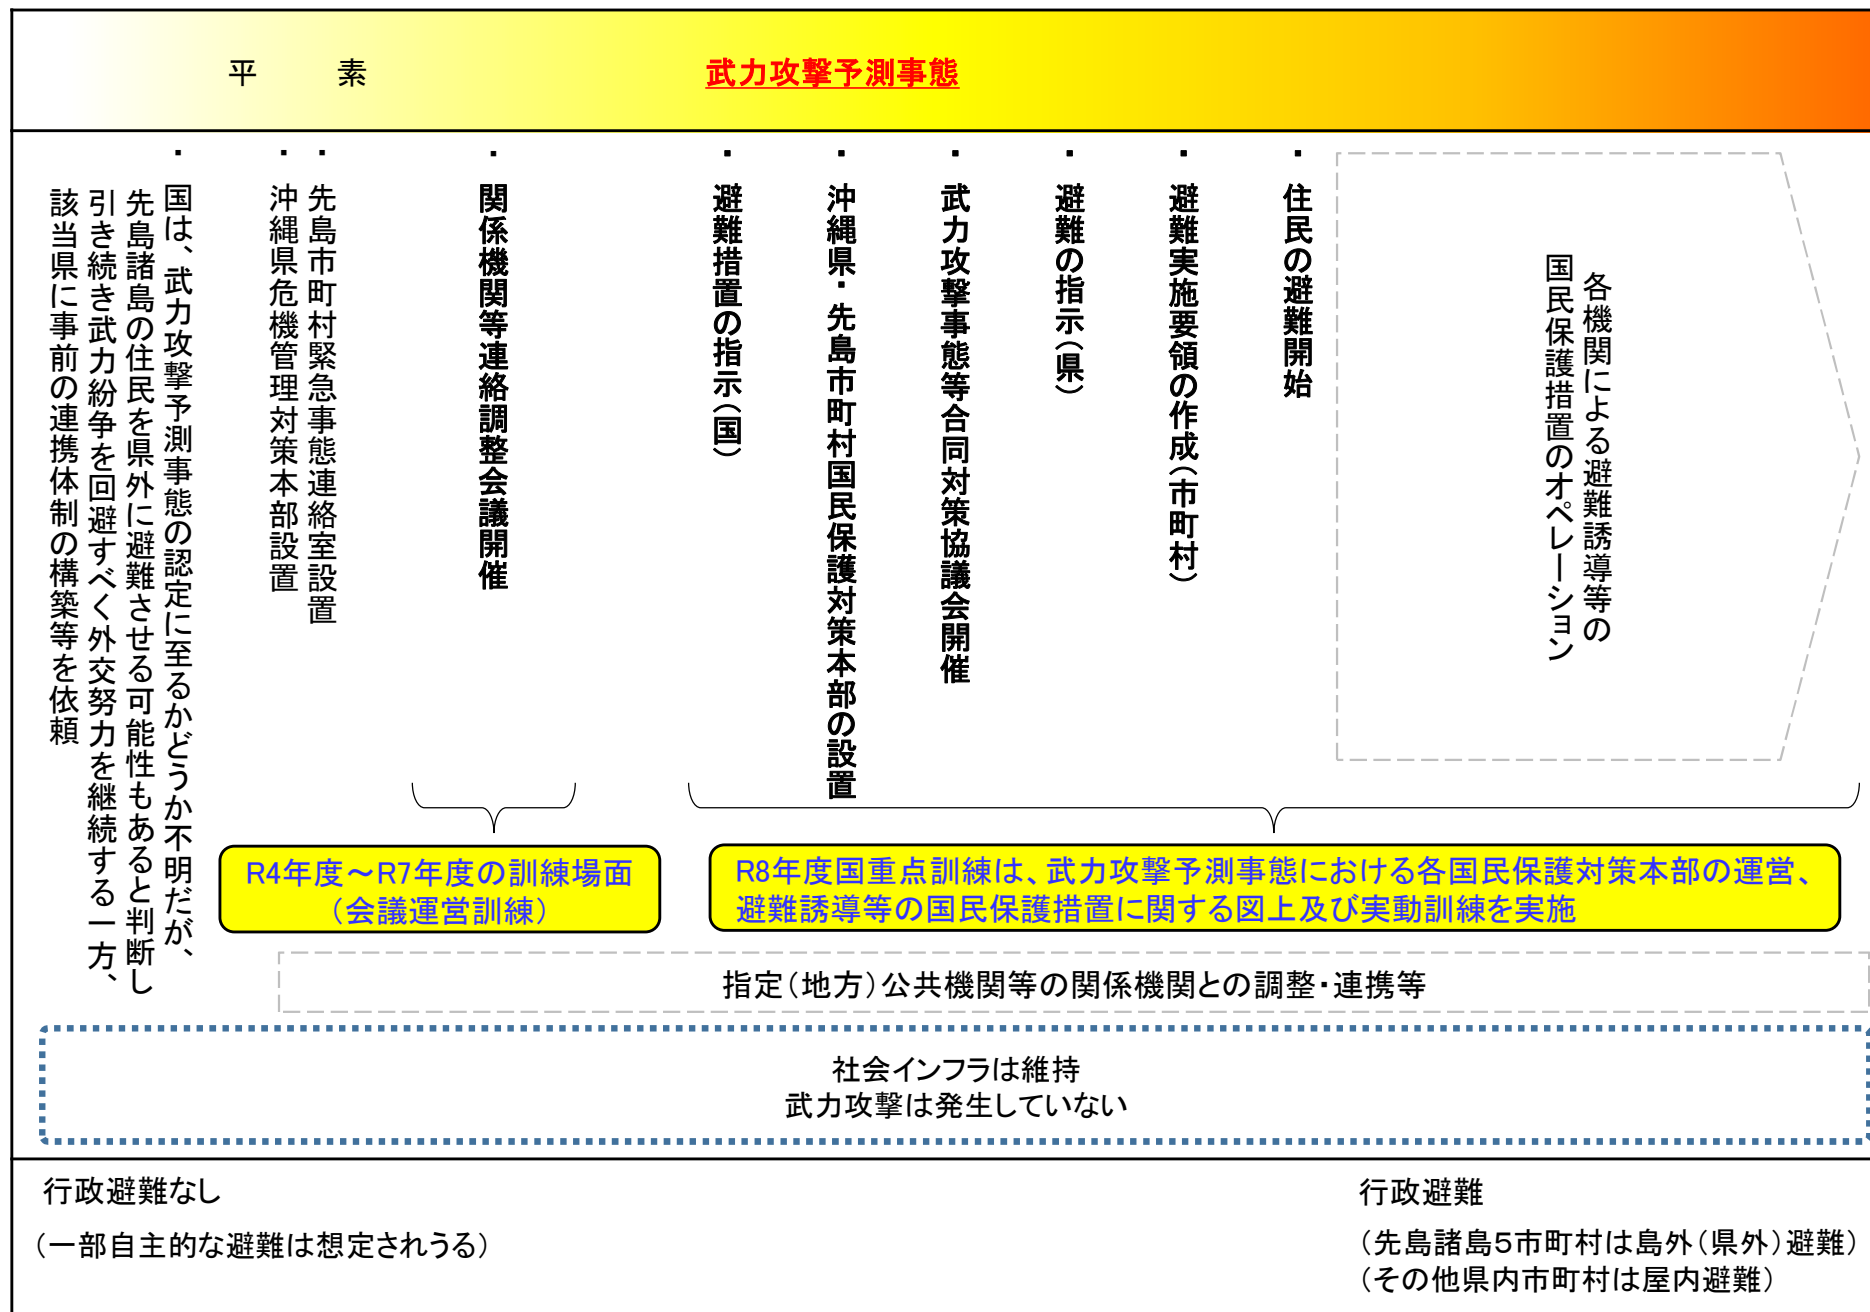 平　素
武力攻撃予測事態
・国は、武力攻撃予測事態の認定に至るかどうか不明だが、
先島諸島の住民を県外に避難させる可能性もあると判断し
引き続き武力紛争を回避すべく外交努力を継続する一方、
該当県に事前の連携体制の構築等を依頼
・先島市町村緊急事態連絡室設置
・沖縄県危機管理対策本部設置
・関係機関等連絡調整会議開催
・避難措置の指示(国)
・沖縄県・先島市町村国民保護対策本部の設置
・武力攻撃事態等合同対策協議会開催
・避難の指示(県)
・避難実施要領の作成(市町村)
・住民の避難開始
各機関による避難誘導等の
国民保護措置のオペレーション
R4年度～R7年度の訓練場面
(会議運営訓練)
R8年度国重点訓練は、武力攻撃予測事態における各国民保護対策本部の運営、
避難誘導等の国民保護措置に関する図上及び実動訓練を実施
指定(地方)公共機関等の関係機関との調整・連携等
社会インフラは維持
武力攻撃は発生していない
行政避難なし
(一部自主的な避難は想定されうる)
行政避難
(先島諸島5市町村は島外(県外)避難)
(その他県内市町村は屋内避難)